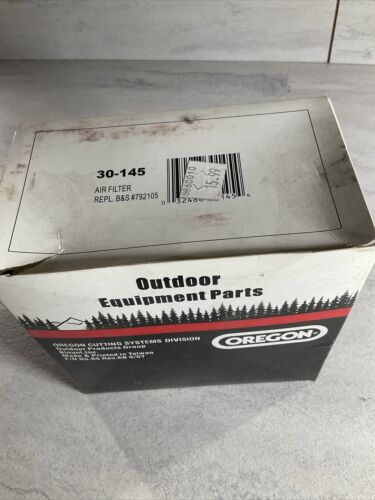 30-145
AIR FILTER
REPL. B&S #792105
15.99
Outdoor
Equipment Parts
OREGON CUTTING SYSTEMS DIVISION
Outdoor Products Group
Blount Inc.
Made & Printed in Taiwan
OREGON